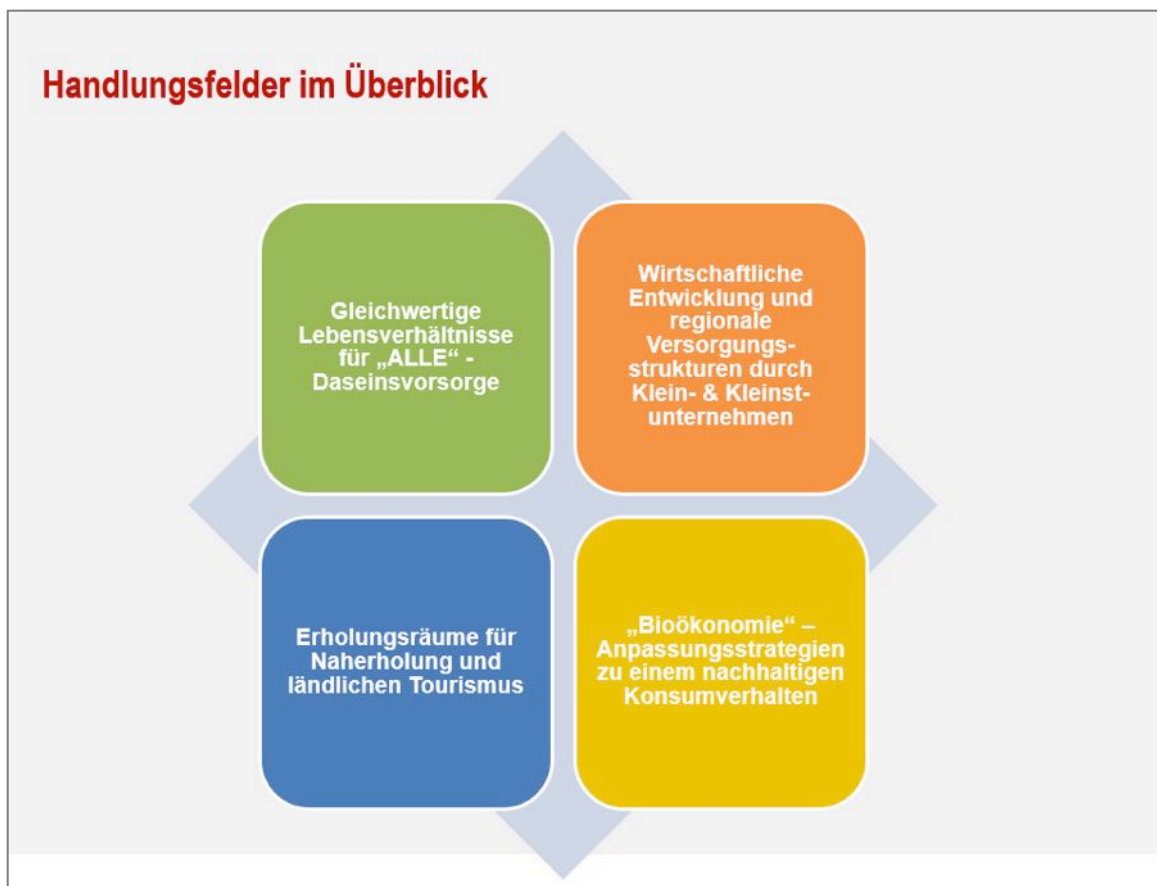 Handlungsfelder im Überblick
Gleichwertige
Lebensverhältnisse
für „ALLE“ -
Daseinsvorsorge
Wirtschaftliche
Entwicklung und
regionale
Versorgungs-
strukturen durch
Klein- & Kleinst-
unternehmen
Erholungsräume für
Naherholung und
ländlichen Tourismus
„Bioökonomie“ –
Anpassungsstrategien
zu einem nachhaltigen
Konsumverhalten